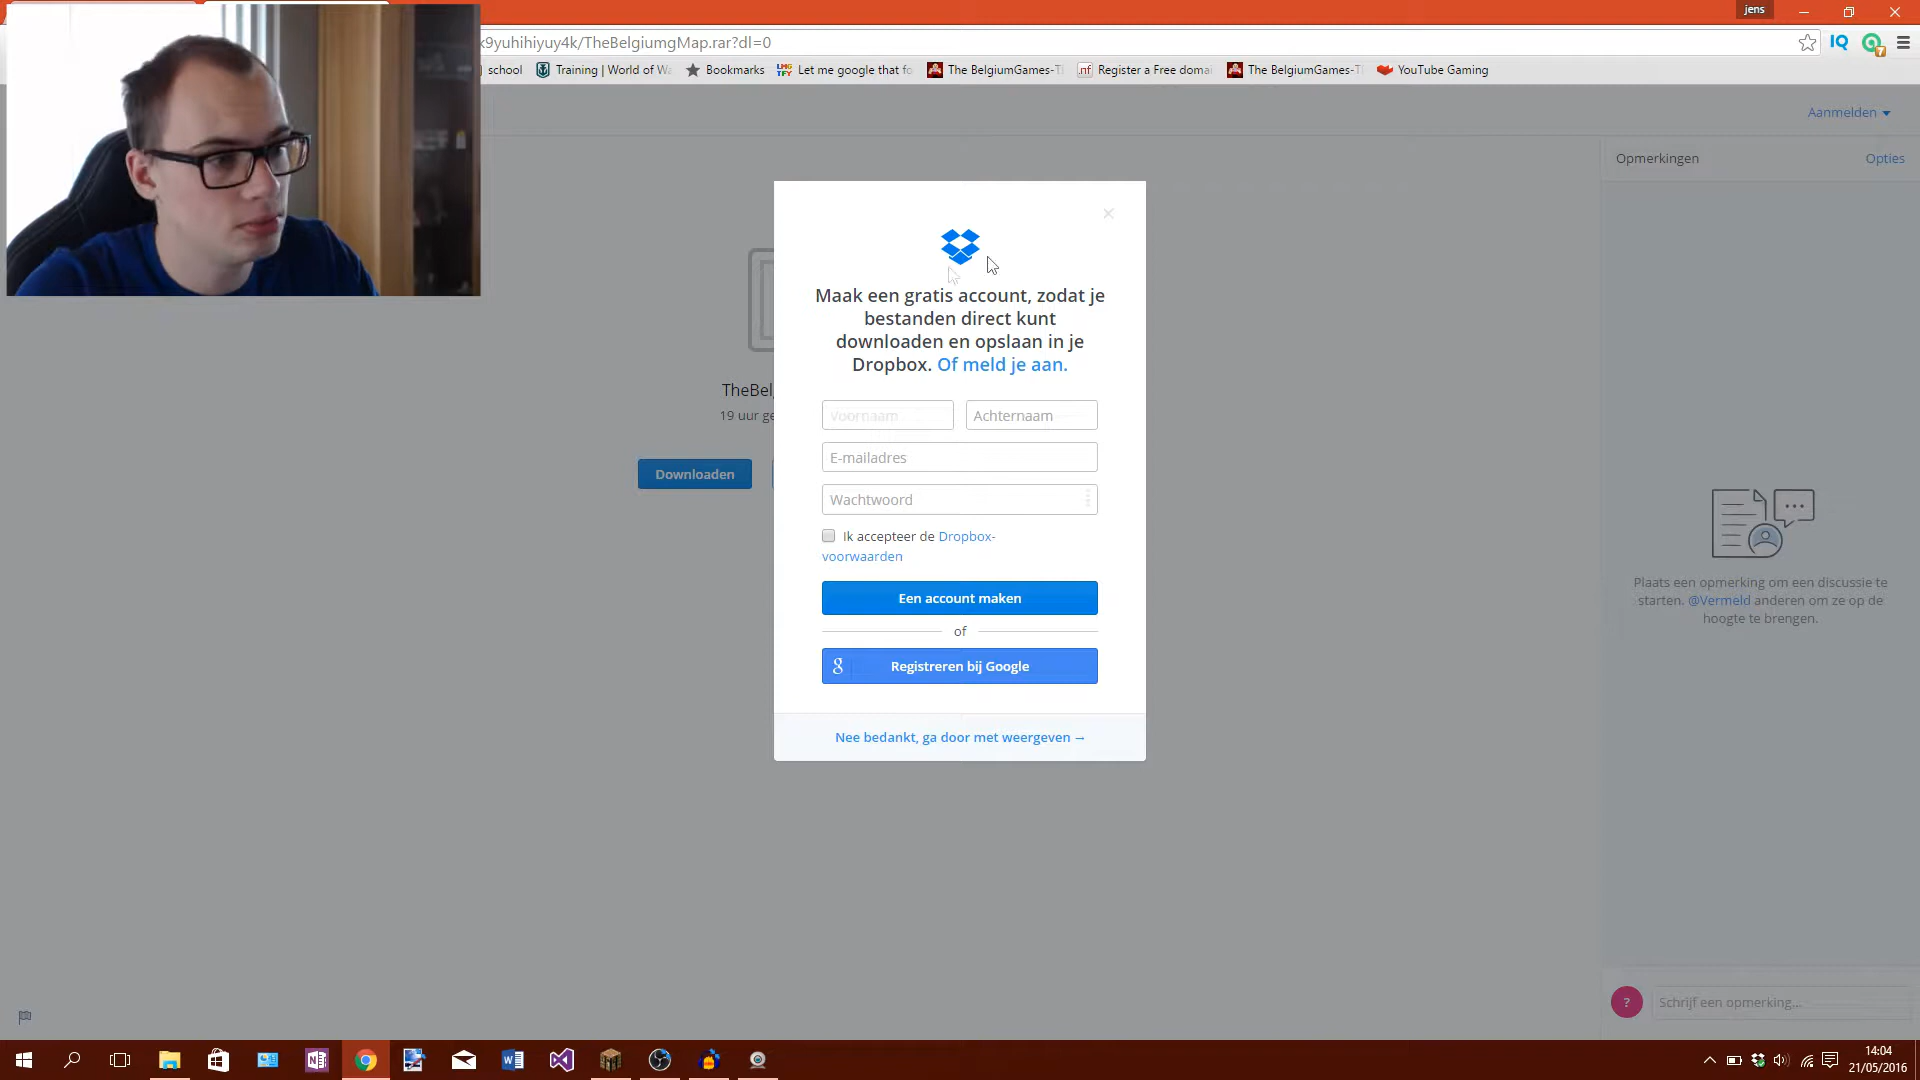 jens
k9yuhihiyuy4k/TheBelgiumgMap.rar?dl=0
IQ
school
Training | World of Wa
Bookmarks
LMG TFY
Let me google that fo
The BelgiumGames-T
.nf
Register a Free domai
The BelgiumGames-T
YouTube Gaming
Aanmelden
Opmerkingen
Opties
Maak een gratis account, zodat je
bestanden direct kunt
downloaden en opslaan in je
Dropbox. Of meld je aan.
TheBel
19 uur ge
Voornaam
Achternaam
E-mailadres
Downloaden
Wachtwoord
Ik accepteer de Dropbox-
voorwaarden
Een account maken
of
Registreren bij Google
Nee bedankt, ga door met weergeven →
Plaats een opmerking om een discussie te
starten. @Vermeld anderen om ze op de
hoogte te brengen.
?
Schrijf een opmerking...
14:04
21/05/2016